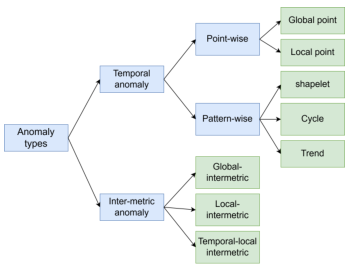 Global point
Point-wise
Local point
Temporal
anomaly
shapelet
Pattern-wise
Cycle
Trend
Anomaly
types
Global-
intermetric
Inter-metric
anomaly
Local-
intermetric
Temporal-local
intermetric